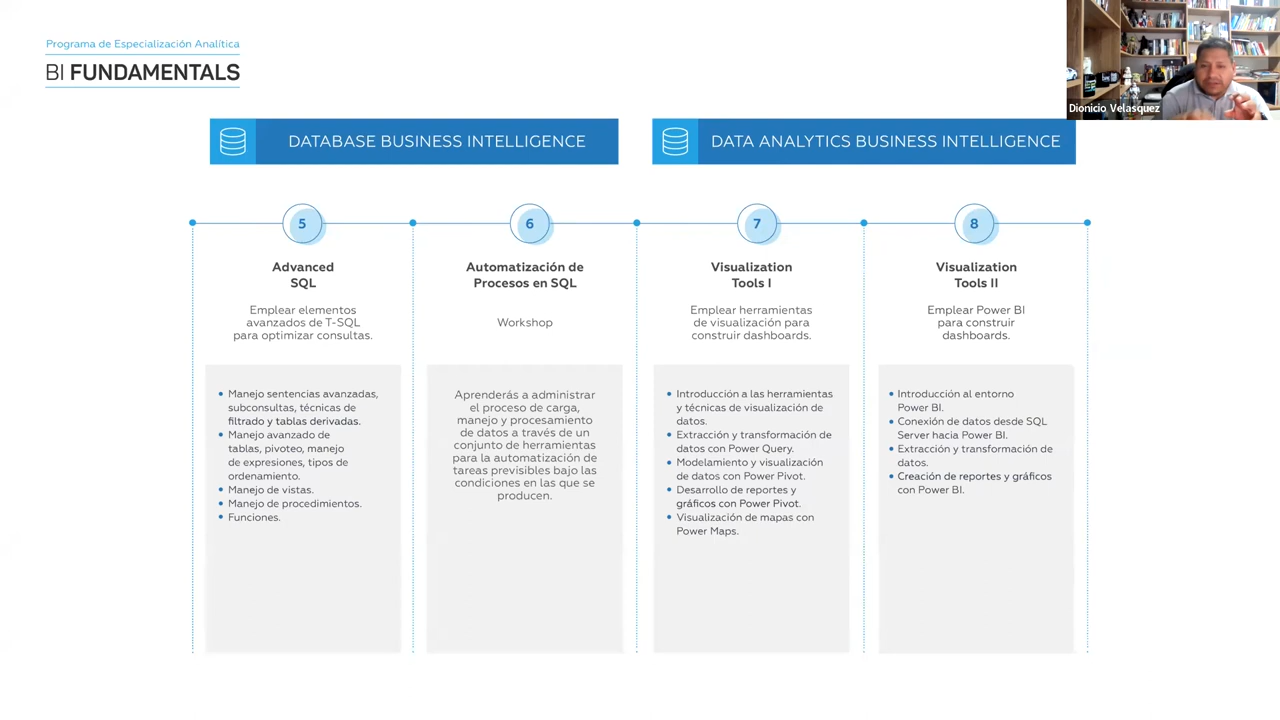 Programa de Especialización Analítica
BI FUNDAMENTALS
Dionicio Velasquez
DATABASE BUSINESS INTELLIGENCE
DATA ANALYTICS BUSINESS INTELLIGENCE
5
Advanced
SQL
Emplear elementos
avanzados de T-SQL
para optimizar consultas.
Manejo sentencias avanzadas,
subconsultas, técnicas de
filtrado y tablas derivadas.
Manejo avanzado de
tablas, pivoteo, manejo
de expresiones, tipos de
ordenamiento.
Manejo de vistas.
Manejo de procedimientos.
Funciones.
6
Automatización de
Procesos en SQL
Workshop
Aprenderás a administrar
el proceso de carga,
manejo y procesamiento
de datos a través de un
conjunto de herramientas
para la automatización de
tareas previsibles bajo las
condiciones en las que se
producen.
7
Visualization
Tools I
Emplear herramientas
de visualización para
construir dashboards.
Introducción a las herramientas
y técnicas de visualización de
datos.
Extracción y transformación de
datos con Power Query.
Modelamiento y visualización
de datos con Power Pivot.
Desarrollo de reportes y
gráficos con Power Pivot.
Visualización de mapas con
Power Maps.
8
Visualization
Tools II
Emplear Power BI
para construir
dashboards.
Introducción al entorno
Power BI.
Conexión de datos desde SQL
Server hacia Power BI.
Extracción y transformación de
datos.
Creación de reportes y gráficos
con Power BI.